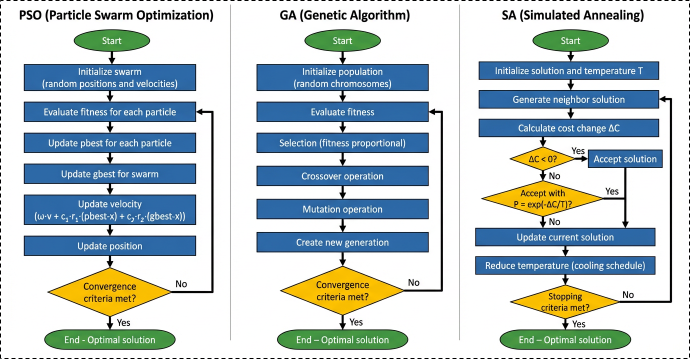 PSO (Particle Swarm Optimization)
Start
Initialize swarm
(random positions and velocities)
Evaluate fitness for each particle
Update pbest for each particle
Update gbest for swarm
Update velocity
(ω·v + c₁·r₁·(pbest-x) + c₂·r₂·(gbest-x))
Update position
Convergence
criteria met?
No
Yes
End - Optimal solution
GA (Genetic Algorithm)
Start
Initialize population
(random chromosomes)
Evaluate fitness
Selection (fitness proportional)
Crossover operation
Mutation operation
Create new generation
Convergence
criteria met?
No
Yes
End – Optimal solution
SA (Simulated Annealing)
Start
Initialize solution and temperature T
Generate neighbor solution
Calculate cost change ΔC
ΔC < 0?
Yes
Accept solution
No
Accept with
P = exp(-ΔC/T)?
Yes
No
Update current solution
Reduce temperature (cooling schedule)
Stopping
criteria met?
No
Yes
End – Optimal solution